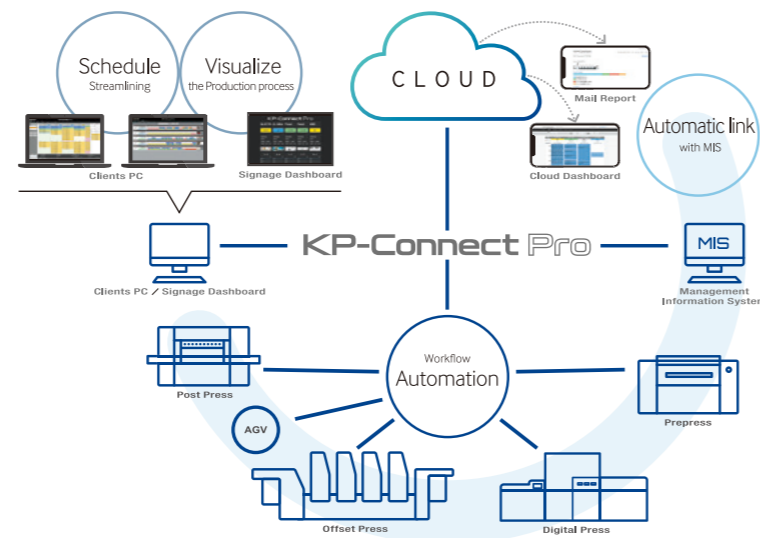 Schedule
Streamlining
Visualize
the Production process
CLOUD
Mail Report
Automatic link
with MIS
Clients PC
Signage Dashboard
Cloud Dashboard
KP-Connect Pro
MIS
Clients PC / Signage Dashboard
Management
Information System
Workflow
Automation
Post Press
Prepress
AGV
Offset Press
Digital Press